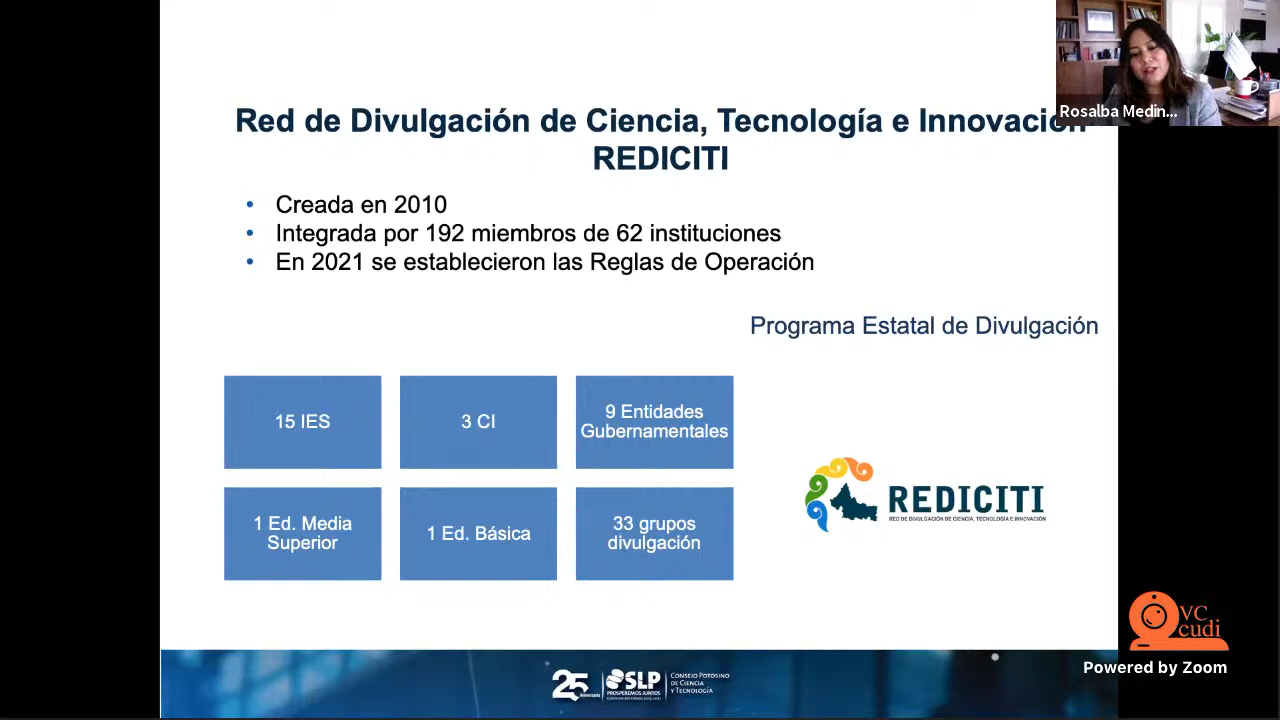 Rosalba Medin...
Red de Divulgación de Ciencia, Tecnología e Innovación
REDICITI
• Creada en 2010
• Integrada por 192 miembros de 62 instituciones
• En 2021 se establecieron las Reglas de Operación
Programa Estatal de Divulgación
15 IES
3 CI
9 Entidades
Gubernamentales
1 Ed. Media
Superior
1 Ed. Básica
33 grupos
divulgación
REDICITI
RED DE DIVULGACIÓN DE CIENCIA, TECNOLOGÍA E INNOVACIÓN
VC
cudi
Powered by Zoom
25
Aniversario
SLP
PROSPEREMOS JUNTOS
CONSEJO POTOSINO
DE CIENCIA
Y TECNOLOGÍA